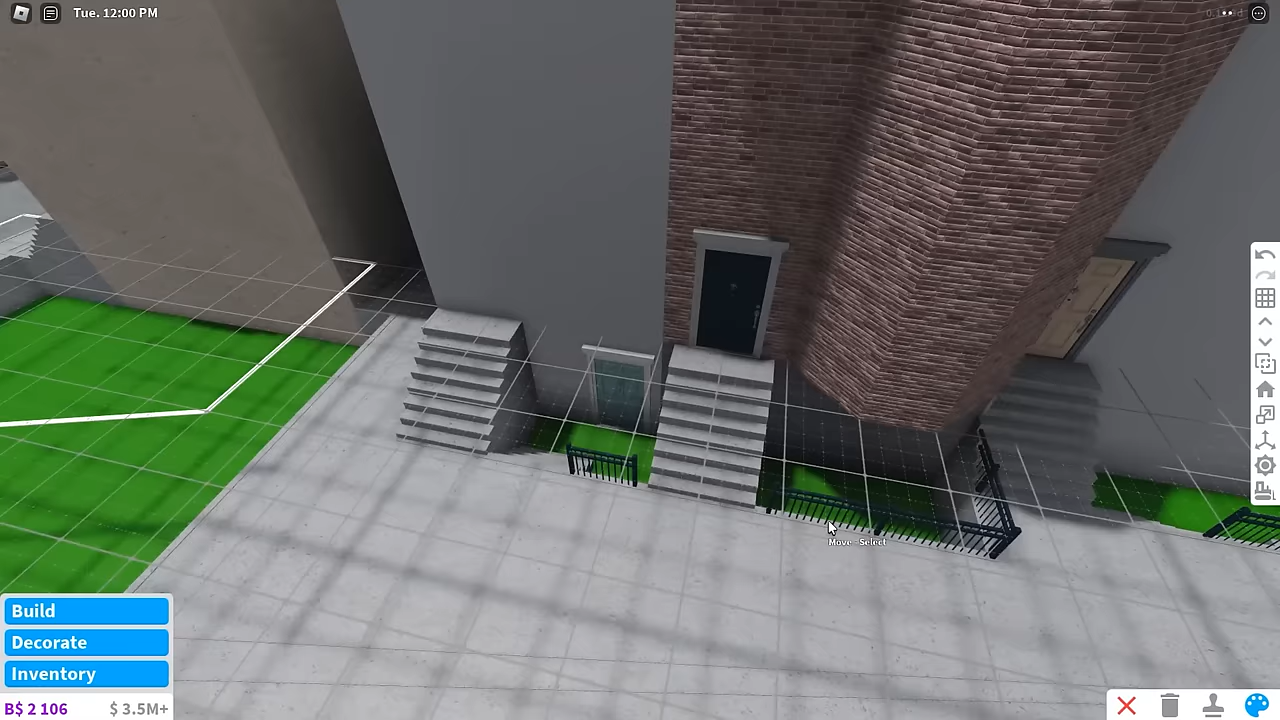 Tue. 12:00 PM
Move - Select
Build
Decorate
Inventory
B$ 2 106
$ 3.5M+